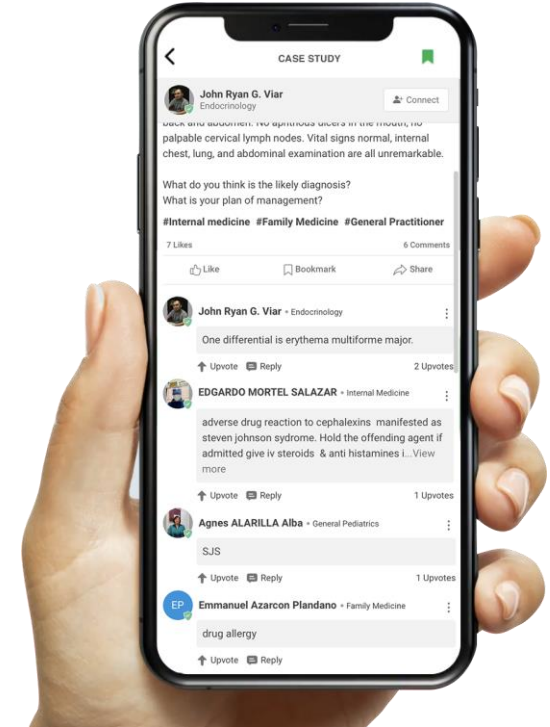 CASE STUDY
John Ryan G. Viar
Endocrinology
Connect
back and abdomen. No aphthous ulcers in the mouth, no
palpable cervical lymph nodes. Vital signs normal, internal
chest, lung, and abdominal examination are all unremarkable.
What do you think is the likely diagnosis?
What is your plan of management?
#Internal medicine #Family Medicine #General Practitioner
7 Likes
6 Comments
Like
Bookmark
Share
John Ryan G. Viar • Endocrinology
One differential is erythema multiforme major.
Upvote Reply
2 Upvotes
EDGARDO MORTEL SALAZAR • Internal Medicine
adverse drug reaction to cephalexins manifested as
steven johnson sydrome. Hold the offending agent if
admitted give iv steroids & anti histamines i...View
more
Upvote Reply
1 Upvotes
Agnes ALARILLA Alba • General Pediatrics
SJS
Upvote Reply
1 Upvotes
EP
Emmanuel Azarcon Plandano • Family Medicine
drug allergy
Upvote Reply